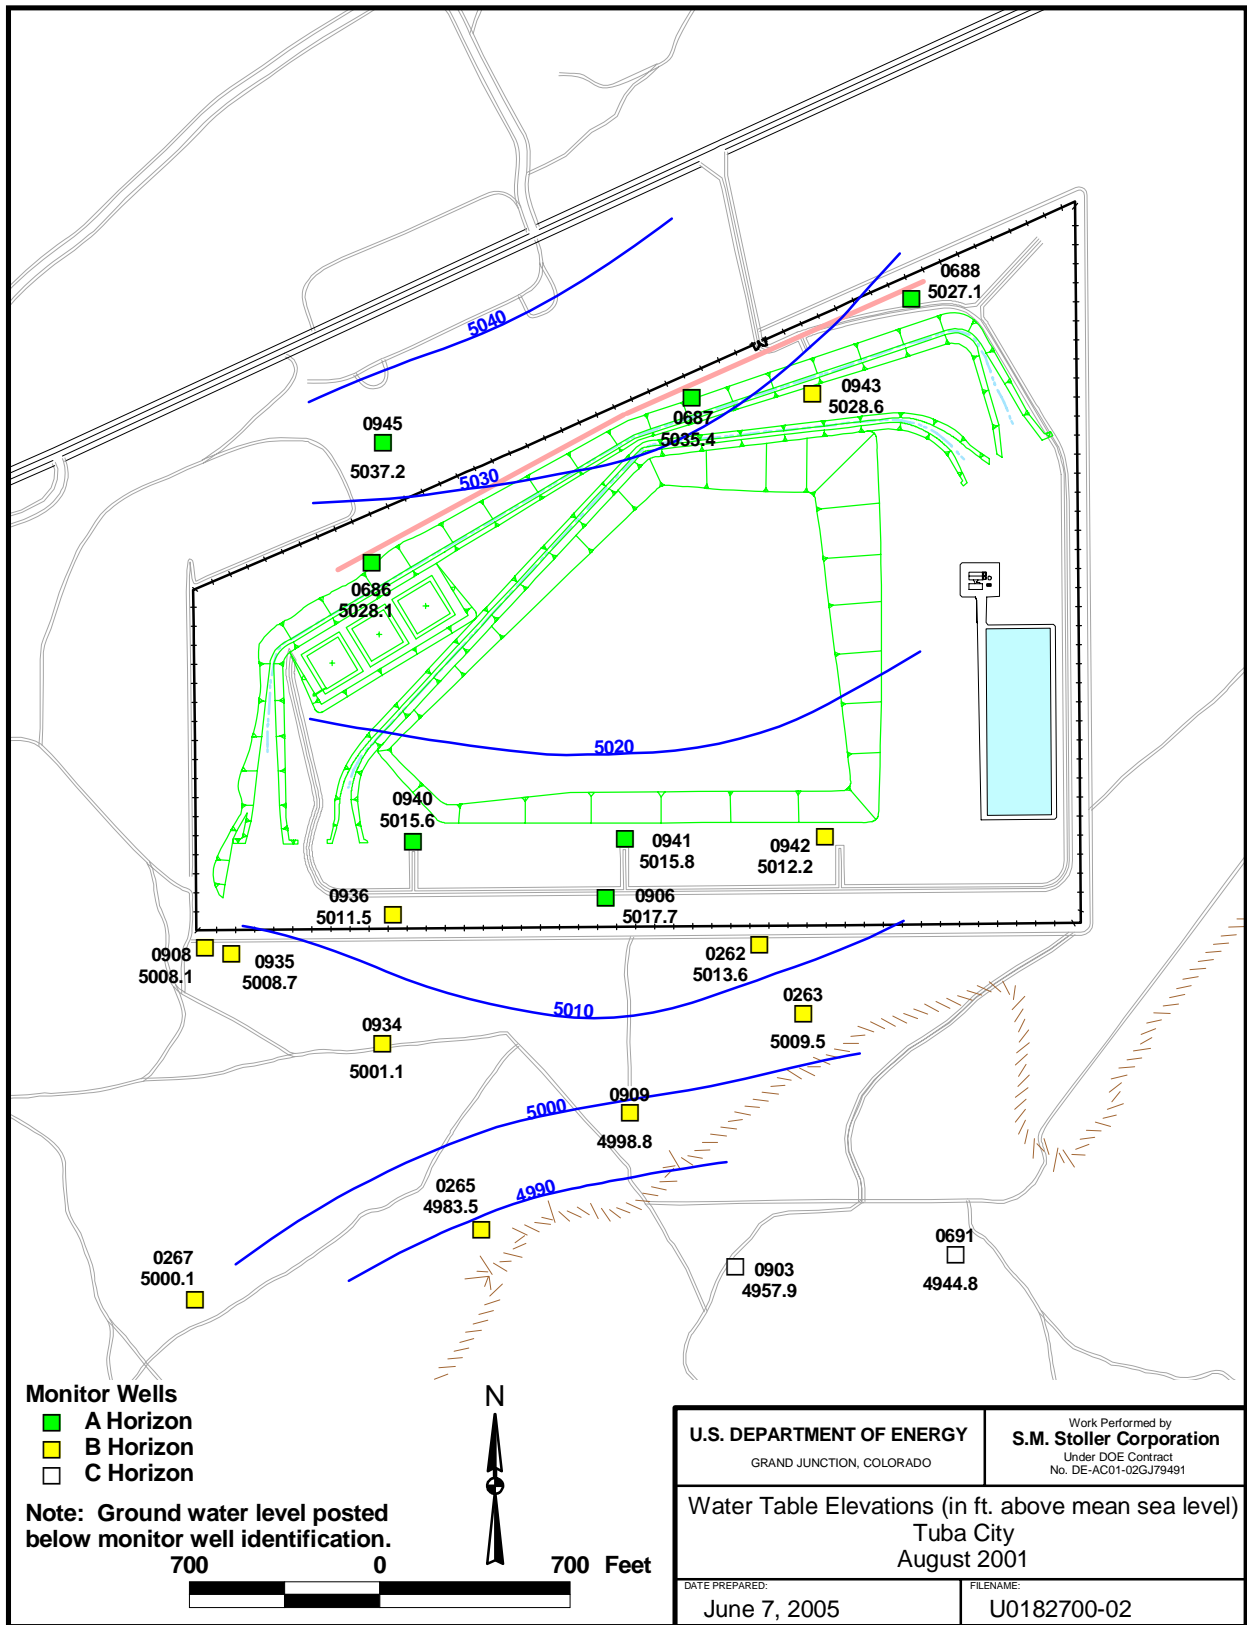 5040
0688
5027.1
0943
5028.6
0687
5035.4
0945
5037.2
5030
0686
5028.1
5020
0940
5015.6
0941
5015.8
0942
5012.2
0936
5011.5
0906
5017.7
0908
5008.1
0935
5008.7
0262
5013.6
0263
5009.5
5010
0934
5001.1
0909
4998.8
5000
4990
0265
4983.5
0267
5000.1
0903
4957.9
0691
4944.8
Monitor Wells
A Horizon
B Horizon
C Horizon
Note: Ground water level posted
below monitor well identification.
700 0 700 Feet
N
U.S. DEPARTMENT OF ENERGY
GRAND JUNCTION, COLORADO
Work Performed by
S.M. Stoller Corporation
Under DOE Contract
No. DE-AC01-02GJ79491
Water Table Elevations (in ft. above mean sea level)
Tuba City
August 2001
DATE PREPARED:
June 7, 2005
FILENAME:
U0182700-02